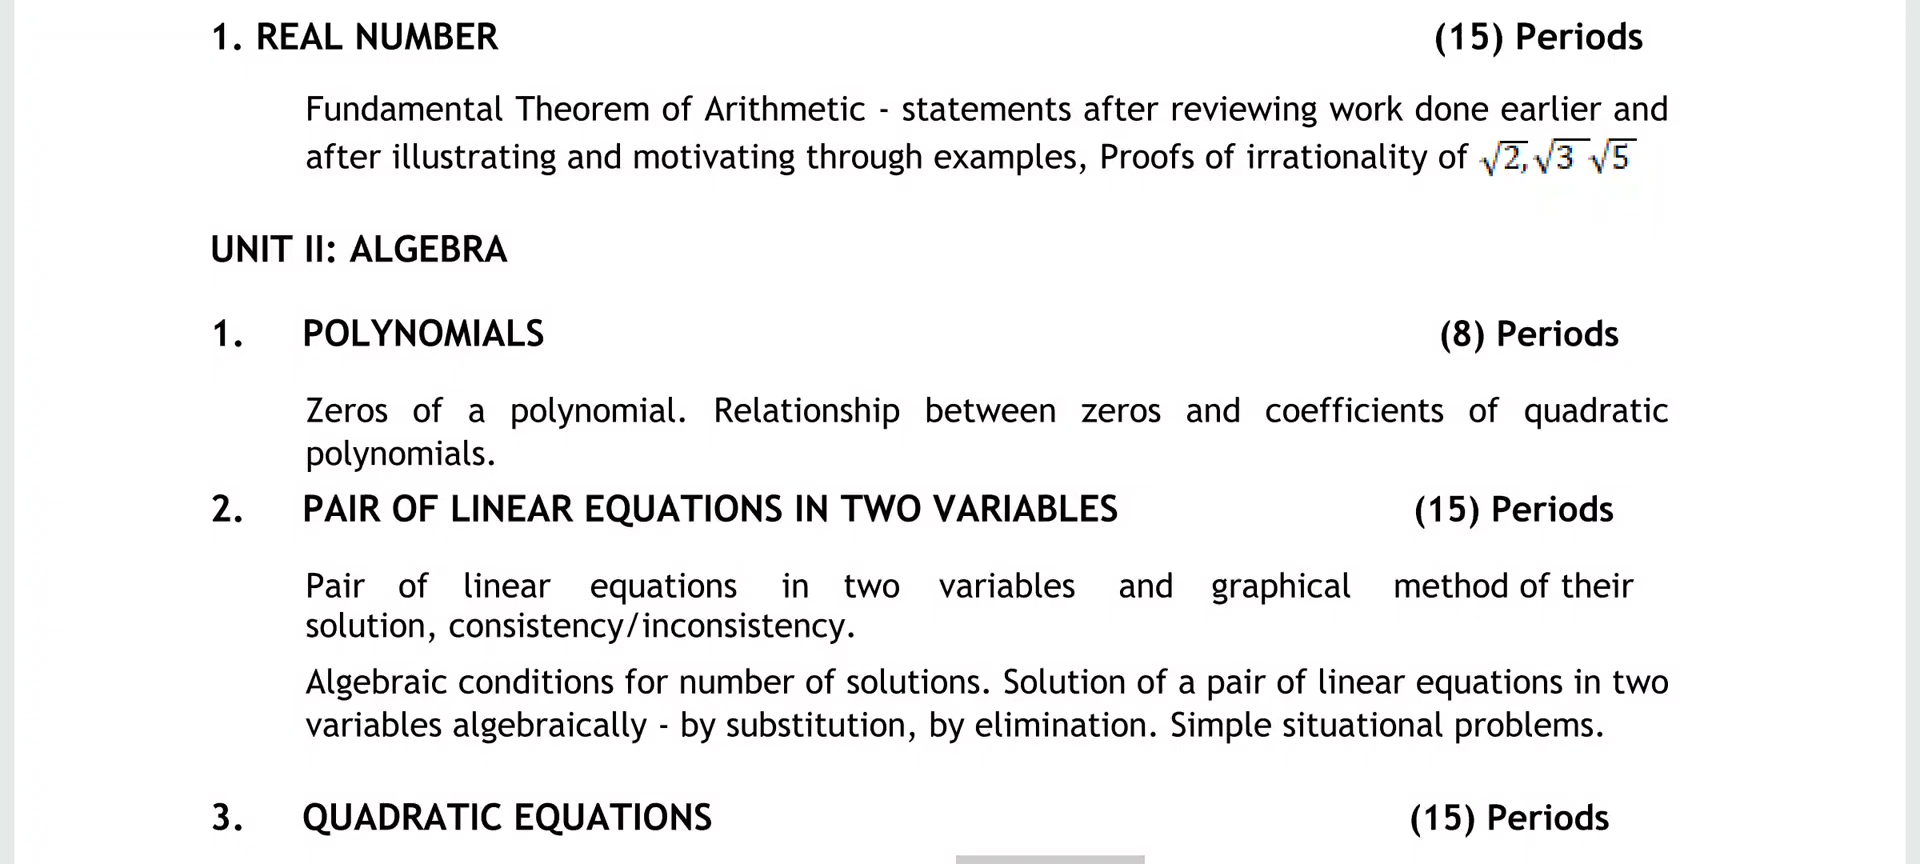 1. REAL NUMBER (15) Periods
Fundamental Theorem of Arithmetic - statements after reviewing work done earlier and
after illustrating and motivating through examples, Proofs of irrationality of √2, √3 √5
UNIT II: ALGEBRA
1. POLYNOMIALS (8) Periods
Zeros of a polynomial. Relationship between zeros and coefficients of quadratic
polynomials.
2. PAIR OF LINEAR EQUATIONS IN TWO VARIABLES (15) Periods
Pair of linear equations in two variables and graphical method of their
solution, consistency/inconsistency.
Algebraic conditions for number of solutions. Solution of a pair of linear equations in two
variables algebraically - by substitution, by elimination. Simple situational problems.
3. QUADRATIC EQUATIONS (15) Periods